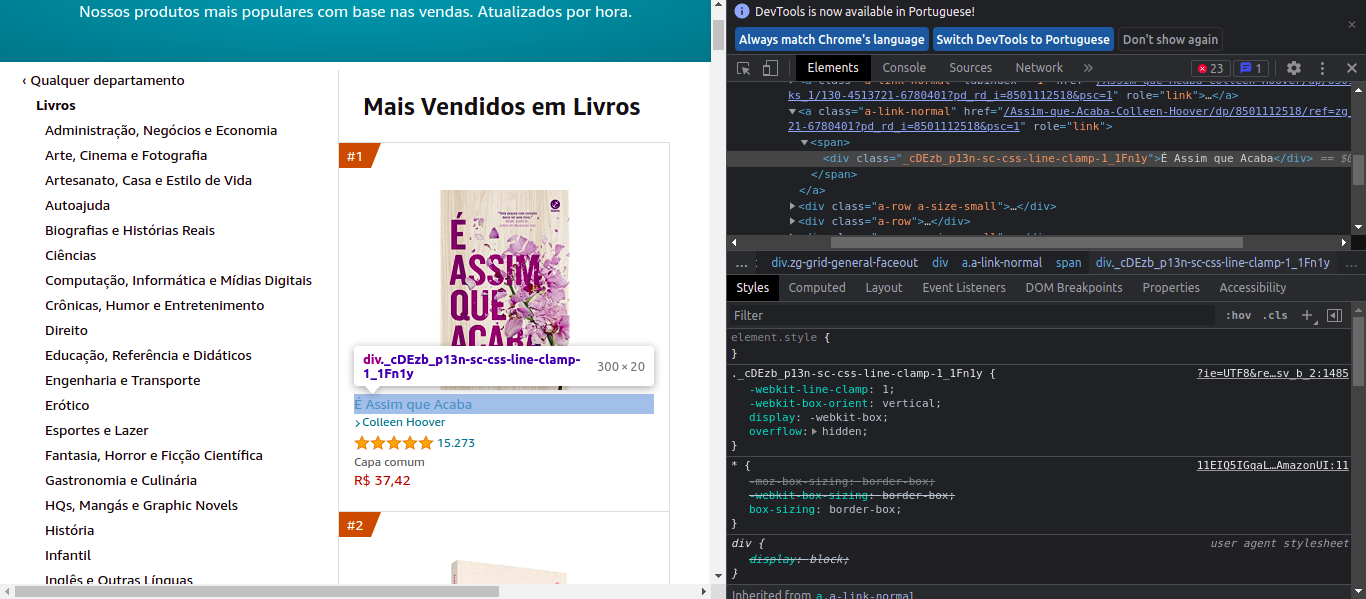 Nossos produtos mais populares com base nas vendas. Atualizados por hora.
‹ Qualquer departamento
Livros
Administração, Negócios e Economia
Arte, Cinema e Fotografia
Artesanato, Casa e Estilo de Vida
Autoajuda
Biografias e Histórias Reais
Ciências
Computação, Informática e Mídias Digitais
Crônicas, Humor e Entretenimento
Direito
Educação, Referência e Didáticos
Engenharia e Transporte
Erótico
Esportes e Lazer
Fantasia, Horror e Ficção Científica
Gastronomia e Culinária
HQs, Mangás e Graphic Novels
História
Infantil
Inglês e Outras Línguas
Mais Vendidos em Livros
#1
É
ASSIM
QUE
ACABA
div._cDEzb_p13n-sc-css-line-clamp-
1_1Fn1y
300 × 20
É Assim que Acaba
› Colleen Hoover
15.273
Capa comum
R$ 37,42
#2
DevTools is now available in Portuguese!
Always match Chrome's language Switch DevTools to Portuguese Don't show again
Elements Console Sources Network » 23 1
ks_1/130-4513721-6780401?pd_rd_i=8501112518&psc=1" role="link">…</a>
▼<a class="a-link-normal" href="/Assim-que-Acaba-Colleen-Hoover/dp/8501112518/ref=zg_
21-6780401?pd_rd_i=8501112518&psc=1" role="link">
▼<span>
<div class="_cDEzb_p13n-sc-css-line-clamp-1_1Fn1y">É Assim que Acaba</div> == $0
</span>
</a>
▶<div class="a-row a-size-small">…</div>
▶<div class="a-row">…</div>
… div.zg-grid-general-faceout div a.a-link-normal span div._cDEzb_p13n-sc-css-line-clamp-1_1Fn1y …
Styles Computed Layout Event Listeners DOM Breakpoints Properties Accessibility
Filter :hov .cls +
element.style {
}
._cDEzb_p13n-sc-css-line-clamp-1_1Fn1y { ?ie=UTF8&re…sv_b_2:1485
-webkit-line-clamp: 1;
-webkit-box-orient: vertical;
display: -webkit-box;
overflow: ▶ hidden;
}
* { 11EIQ5IGqaL…AmazonUI:11
-moz-box-sizing: border-box;
-webkit-box-sizing: border-box;
box-sizing: border-box;
}
div { user agent stylesheet
display: block;
}
Inherited from a.a-link-normal